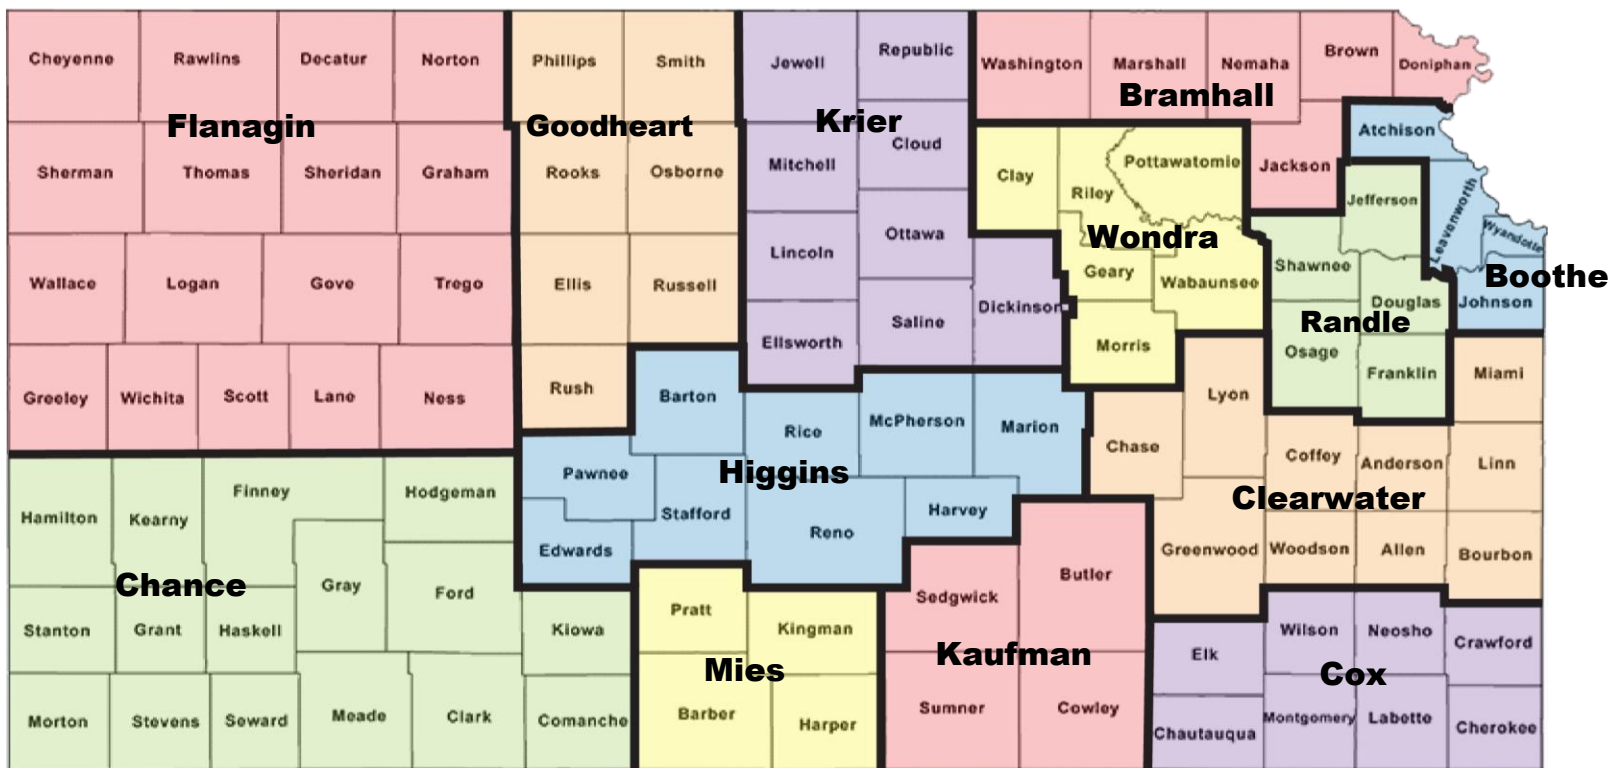 Cheyenne
Rawlins
Decatur
Norton
Phillips
Smith
Jewell
Republic
Washington
Marshall
Nemaha
Brown
Doniphan
Flanagin
Goodheart
Krier
Bramhall
Atchison
Cloud
Sherman
Thomas
Sheridan
Graham
Rooks
Osborne
Mitchell
Clay
Riley
Pottawatomie
Jackson
Jefferson
Leavenworth
Wyandotte
Wondra
Ottawa
Lincoln
Wallace
Logan
Gove
Trego
Ellis
Russell
Geary
Wabaunsee
Shawnee
Boothe
Dickinson
Douglas
Johnson
Saline
Randle
Ellsworth
Morris
Osage
Franklin
Miami
Greeley
Wichita
Scott
Lane
Ness
Rush
Barton
Lyon
McPherson
Marion
Rice
Chase
Coffey
Anderson
Linn
Pawnee
Higgins
Finney
Hodgeman
Clearwater
Hamilton
Kearny
Stafford
Harvey
Reno
Edwards
Greenwood
Woodson
Allen
Bourbon
Chance
Gray
Ford
Butler
Sedgwick
Pratt
Kingman
Stanton
Grant
Haskell
Kiowa
Wilson
Neosho
Crawford
Elk
Mies
Kaufman
Cox
Morton
Stevens
Seward
Meade
Clark
Comanche
Barber
Harper
Sumner
Cowley
Chautauqua
Montgomery
Labette
Cherokee